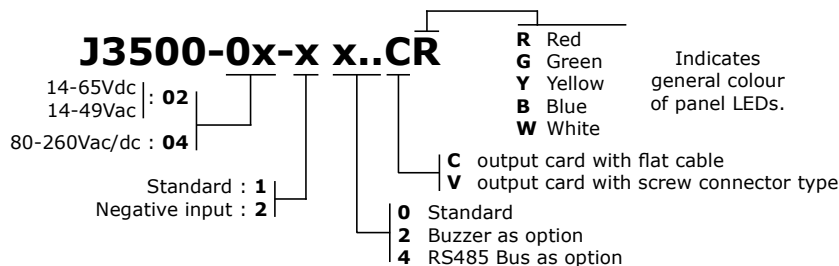 J3500-0x-x x..CR
R Red
G Green
Y Yellow
B Blue
W White
Indicates
general colour
of panel LEDs.
14-65Vdc
14-49Vac : 02
80-260Vac/dc : 04
C output card with flat cable
V output card with screw connector type
Standard : 1
Negative input : 2
0 Standard
2 Buzzer as option
4 RS485 Bus as option